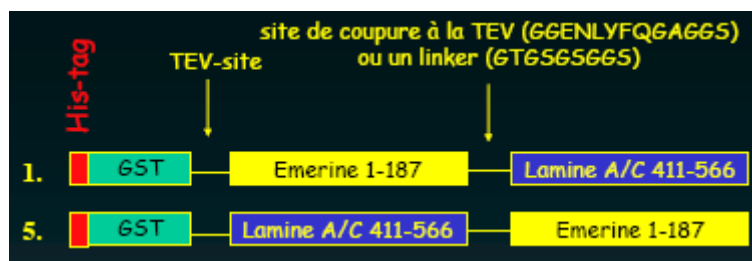 site de coupure à la TEV (GGENLYFQGAGGS)
ou un linker (GTGSGSGGS)
TEV-site
His-tag
1. GST Emerine 1-187 Lamine A/C 411-566
5. GST Lamine A/C 411-566 Emerine 1-187